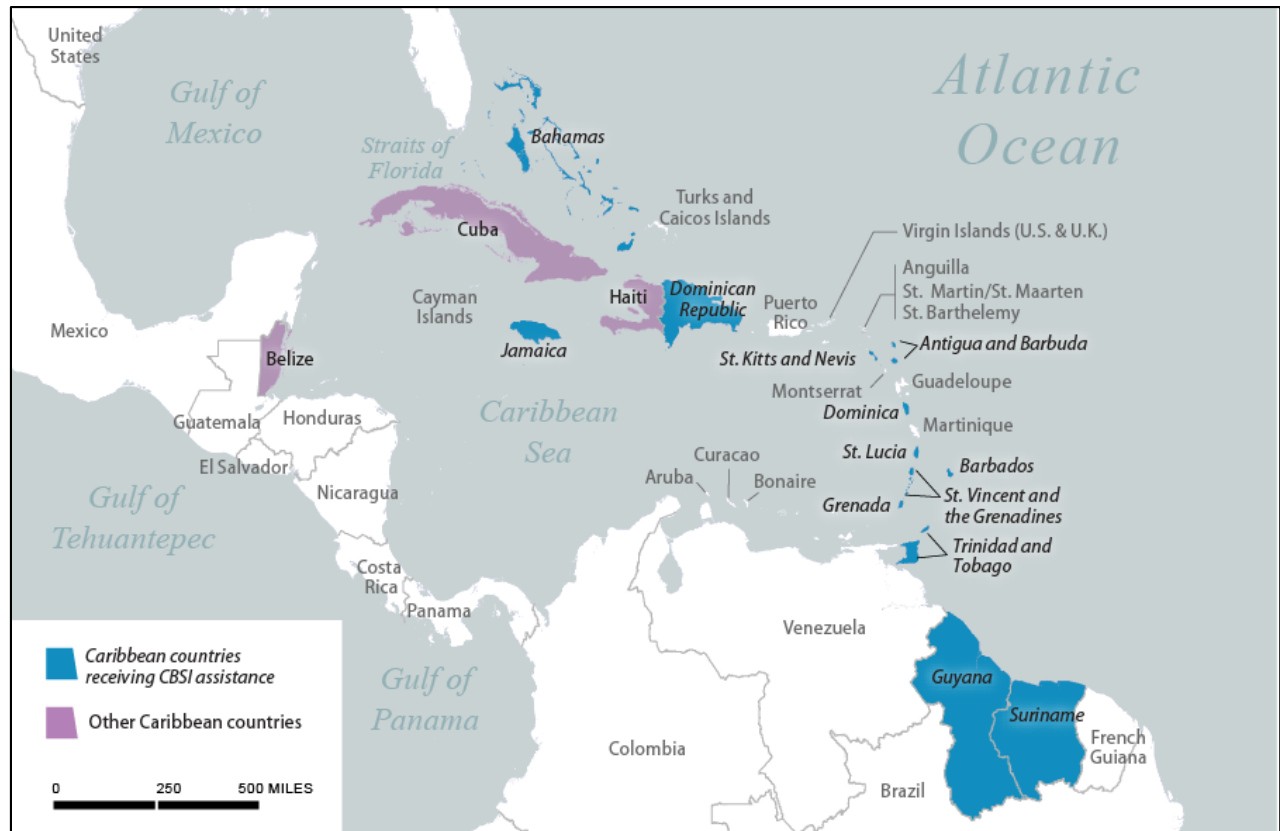 United
States
Gulf of
Mexico
Atlantic
Ocean
Straits of
Florida
Bahamas
Turks and
Caicos Islands
Cuba
Virgin Islands (U.S. & U.K.)
Anguilla
St. Martin/St. Maarten
St. Barthelemy
Cayman
Islands
Haiti
Dominican
Republic
Puerto
Rico
Mexico
Jamaica
Belize
St. Kitts and Nevis
Antigua and Barbuda
Montserrat
Guadeloupe
Guatemala
Honduras
Caribbean
Sea
Dominica
Martinique
El Salvador
St. Lucia
Barbados
Curacao
Aruba
Bonaire
Nicaragua
Grenada
St. Vincent and
the Grenadines
Gulf of
Tehuantepec
Trinidad and
Tobago
Costa
Rica
Panama
Venezuela
Guyana
Suriname
French
Guiana
Gulf of
Panama
Colombia
Brazil
Caribbean countries
receiving CBSI assistance
Other Caribbean countries
0 250 500 MILES